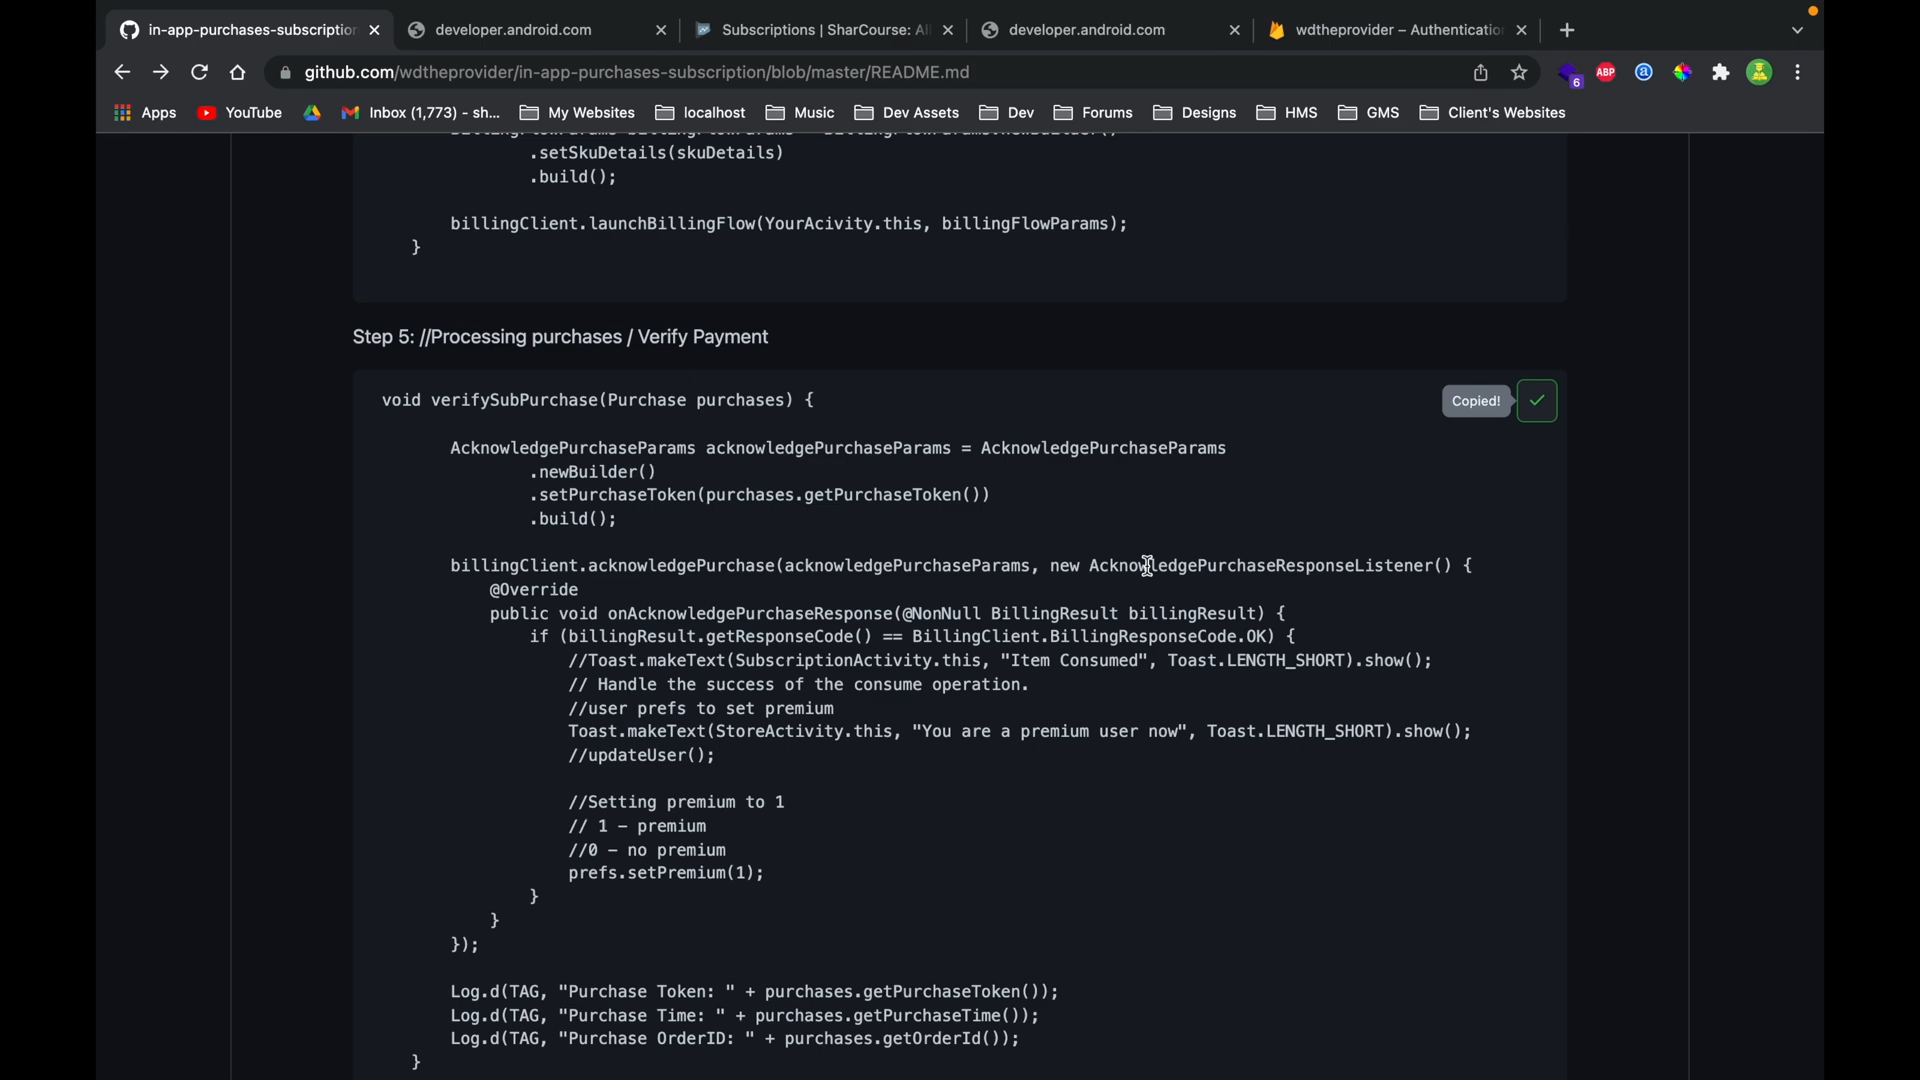 in-app-purchases-subscription
developer.android.com
Subscriptions | SharCourse: All
developer.android.com
wdtheprovider – Authentication
github.com/wdtheprovider/in-app-purchases-subscription/blob/master/README.md
6
ABP
a
Apps
YouTube
Inbox (1,773) - sh...
My Websites
localhost
Music
Dev Assets
Dev
Forums
Designs
HMS
GMS
Client's Websites
.setSkuDetails(skuDetails)
.build();
billingClient.launchBillingFlow(YourAcivity.this, billingFlowParams);
}
Step 5: //Processing purchases / Verify Payment
void verifySubPurchase(Purchase purchases) {
Copied!
AcknowledgePurchaseParams acknowledgePurchaseParams = AcknowledgePurchaseParams
.newBuilder()
.setPurchaseToken(purchases.getPurchaseToken())
.build();
billingClient.acknowledgePurchase(acknowledgePurchaseParams, new AcknowledgePurchaseResponseListener() {
@Override
public void onAcknowledgePurchaseResponse(@NonNull BillingResult billingResult) {
if (billingResult.getResponseCode() == BillingClient.BillingResponseCode.OK) {
//Toast.makeText(SubscriptionActivity.this, "Item Consumed", Toast.LENGTH_SHORT).show();
// Handle the success of the consume operation.
//user prefs to set premium
Toast.makeText(StoreActivity.this, "You are a premium user now", Toast.LENGTH_SHORT).show();
//updateUser();
//Setting premium to 1
// 1 – premium
//0 – no premium
prefs.setPremium(1);
}
}
});
Log.d(TAG, "Purchase Token: " + purchases.getPurchaseToken());
Log.d(TAG, "Purchase Time: " + purchases.getPurchaseTime());
Log.d(TAG, "Purchase OrderID: " + purchases.getOrderId());
}